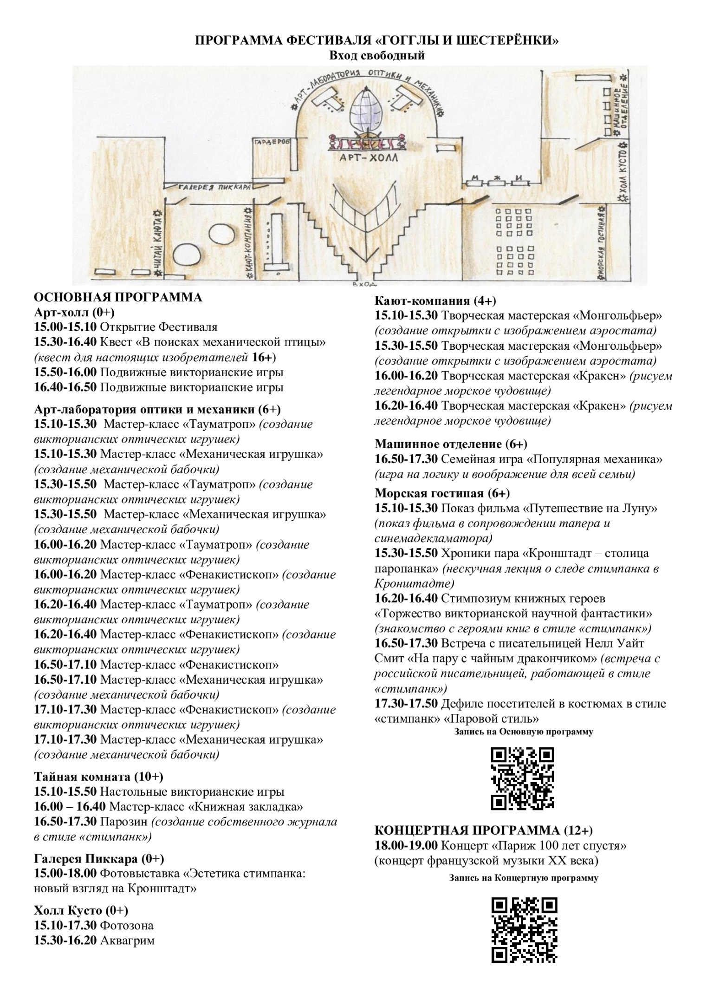 ПРОГРАММА ФЕСТИВАЛЯ «ГОГГЛЫ И ШЕСТЕРЁНКИ»
Вход свободный
АРТ-ЛАБОРАТОРИЯ ОПТИКИ И МЕХАНИКИ
МАШИННОЕ
ОТДЕЛЕНИЕ
ГАРДЕРОБ
АРТ-ХОЛЛ
ХОЛЛ КУСТО
ГАЛЕРЕЯ ПИККАРА
М Ж И
ЧИТАЙ КАЮТА
КАЮТ-КОМПАНИЯ
МОРСКАЯ ГОСТИНАЯ
ВХОД
ОСНОВНАЯ ПРОГРАММА
Арт-холл (0+)
15.00-15.10 Открытие Фестиваля
15.30-16.40 Квест «В поисках механической птицы»
(квест для настоящих изобретателей 16+)
15.50-16.00 Подвижные викторианские игры
16.40-16.50 Подвижные викторианские игры
Арт-лаборатория оптики и механики (6+)
15.10-15.30 Мастер-класс «Тауматроп» (создание
викторианских оптических игрушек)
15.10-15.30 Мастер-класс «Механическая игрушка»
(создание механической бабочки)
15.30-15.50 Мастер-класс «Тауматроп» (создание
викторианских оптических игрушек)
15.30-15.50 Мастер-класс «Механическая игрушка»
(создание механической бабочки)
16.00-16.20 Мастер-класс «Тауматроп» (создание
викторианских оптических игрушек)
16.00-16.20 Мастер-класс «Фенакистископ» (создание
викторианских оптических игрушек)
16.20-16.40 Мастер-класс «Тауматроп» (создание
викторианских оптических игрушек)
16.20-16.40 Мастер-класс «Фенакистископ» (создание
викторианских оптических игрушек)
16.50-17.10 Мастер-класс «Фенакистископ»
16.50-17.10 Мастер-класс «Механическая игрушка»
(создание механической бабочки)
17.10-17.30 Мастер-класс «Фенакистископ» (создание
викторианских оптических игрушек)
17.10-17.30 Мастер-класс «Механическая игрушка»
(создание механической бабочки)
Тайная комната (10+)
15.10-15.50 Настольные викторианские игры
16.00 – 16.40 Мастер-класс «Книжная закладка»
16.50-17.30 Парозин (создание собственного журнала
в стиле «стимпанк»)
Галерея Пиккара (0+)
15.00-18.00 Фотовыставка «Эстетика стимпанка:
новый взгляд на Кронштадт»
Холл Кусто (0+)
15.10-17.30 Фотозона
15.30-16.20 Аквагрим
Кают-компания (4+)
15.10-15.30 Творческая мастерская «Монгольфьер»
(создание открытки с изображением аэростата)
15.30-15.50 Творческая мастерская «Монгольфьер»
(создание открытки с изображением аэростата)
16.00-16.20 Творческая мастерская «Кракен» (рисуем
легендарное морское чудовище)
16.20-16.40 Творческая мастерская «Кракен» (рисуем
легендарное морское чудовище)
Машинное отделение (6+)
16.50-17.30 Семейная игра «Популярная механика»
(игра на логику и воображение для всей семьи)
Морская гостиная (6+)
15.10-15.30 Показ фильма «Путешествие на Луну»
(показ фильма в сопровождении тапера и
синемадекламатора)
15.30-15.50 Хроники пара «Кронштадт – столица
паропанка» (нескучная лекция о следе стимпанка в
Кронштадте)
16.20-16.40 Стимпозиум книжных героев
«Торжество викторианской научной фантастики»
(знакомство с героями книг в стиле «стимпанк»)
16.50-17.30 Встреча с писательницей Нелл Уайт
Смит «На пару с чайным дракончиком» (встреча с
российской писательницей, работающей в стиле
«стимпанк»)
17.30-17.50 Дефиле посетителей в костюмах в стиле
«стимпанк» «Паровой стиль»
Запись на Основную программу
КОНЦЕРТНАЯ ПРОГРАММА (12+)
18.00-19.00 Концерт «Париж 100 лет спустя»
(концерт французской музыки XX века)
Запись на Концертную программу